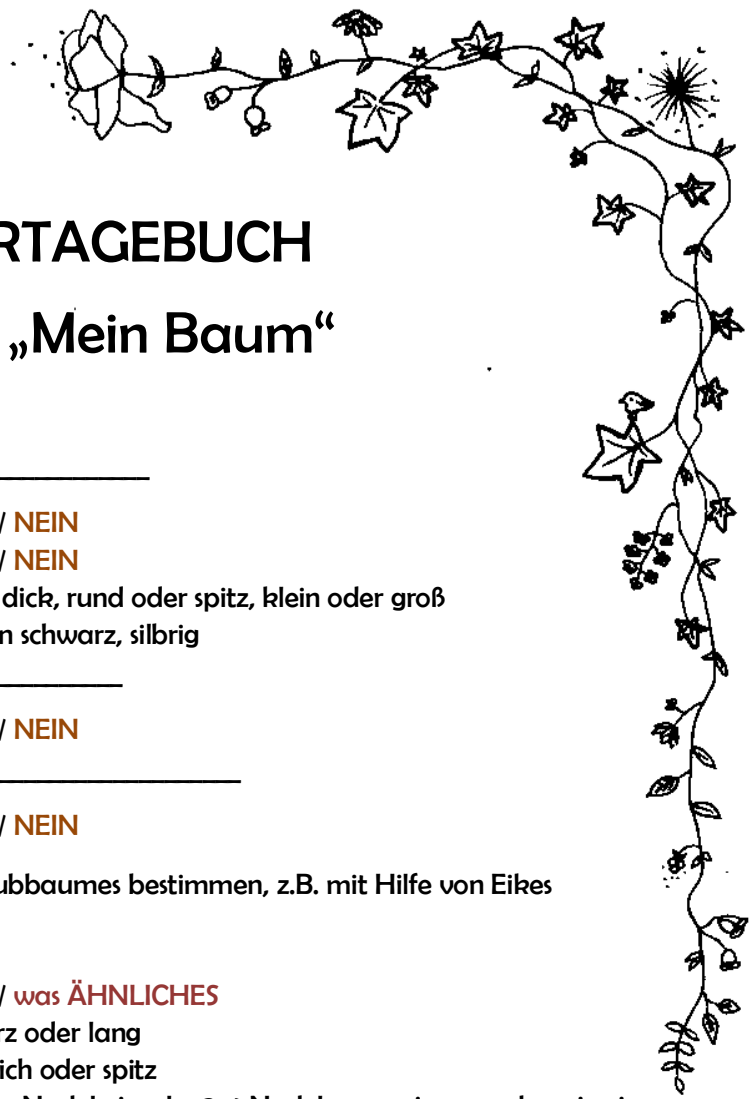 RTAGEBUCH
„Mein Baum“
/ NEIN
/ NEIN
dick, rund oder spitz, klein oder groß
n schwarz, silbrig
/ NEIN
/ NEIN
ubbaumes bestimmen, z.B. mit Hilfe von Eikes
/ was ÄHNLICHES
rz oder lang
ich oder spitz